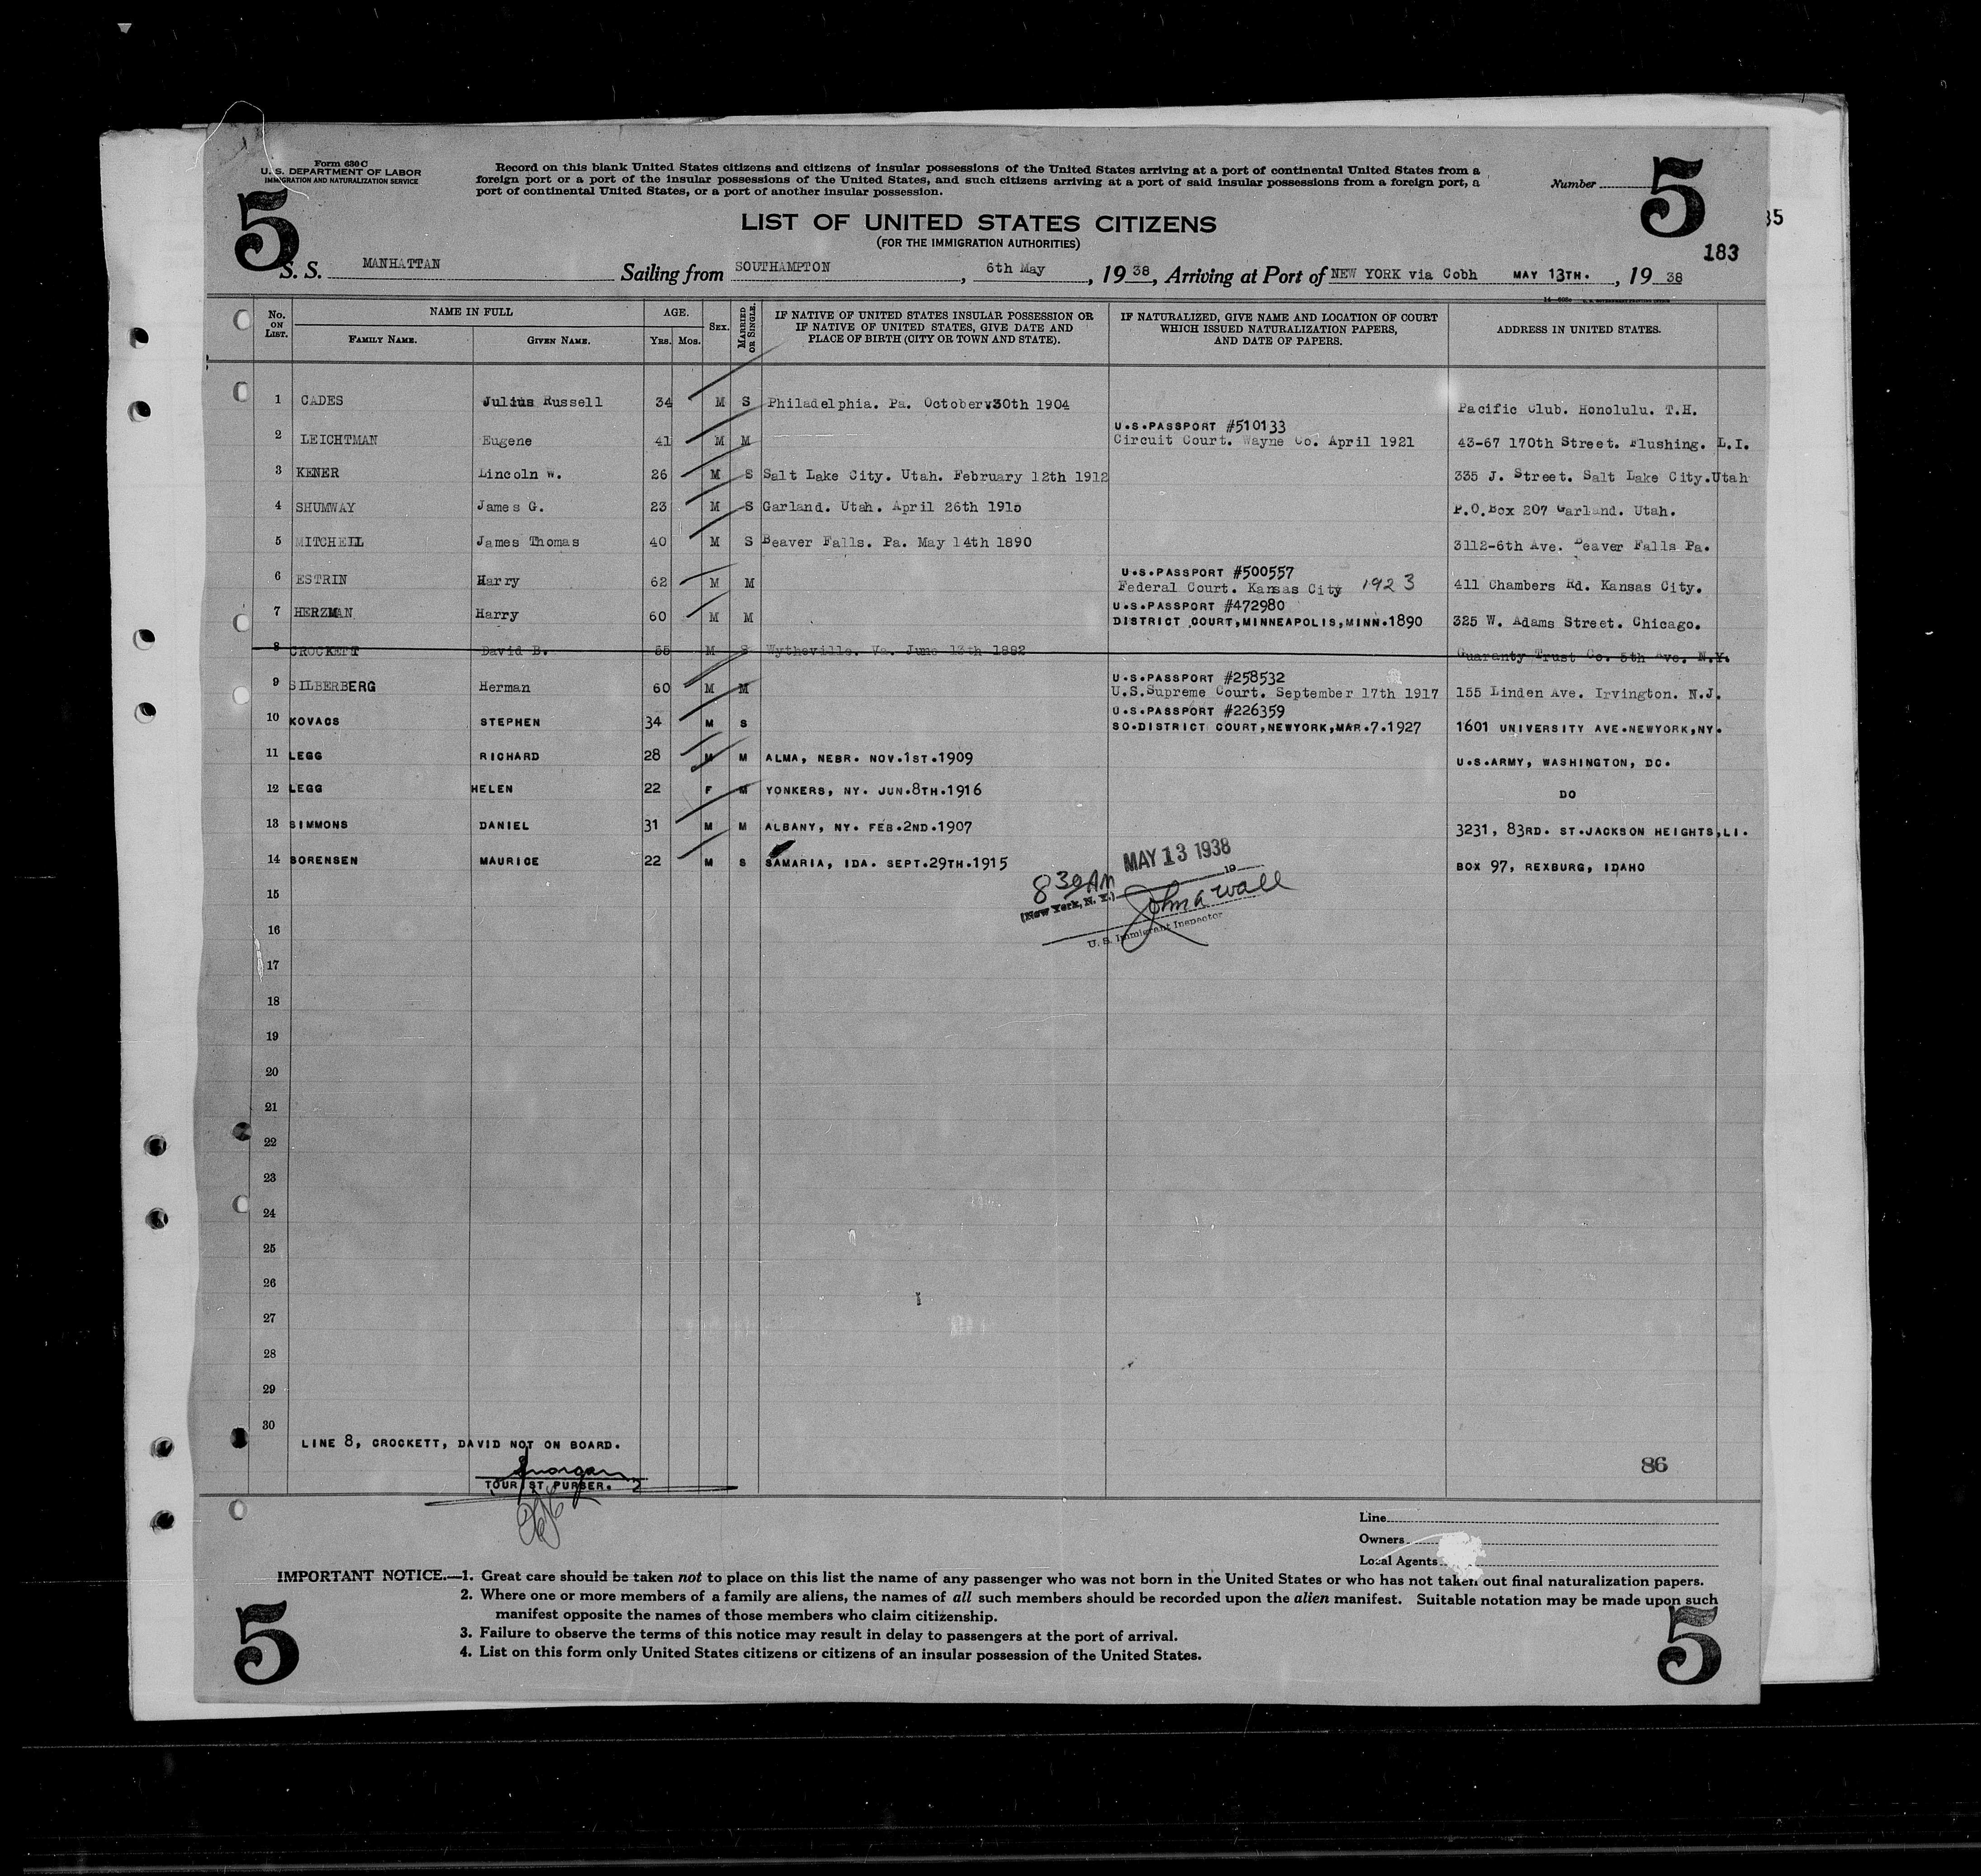 Form 630 C
U. S. DEPARTMENT OF LABOR
IMMIGRATION AND NATURALIZATION SERVICE
Record on this blank United States citizens and citizens of insular possessions of the United States arriving at a port of continental United States from a
foreign port or a port of the insular possessions of the United States, and such citizens arriving at a port of said insular possessions from a foreign port, a
port of continental United States, or a port of another insular possession.
Number 5
5
35
183
LIST OF UNITED STATES CITIZENS
(FOR THE IMMIGRATION AUTHORITIES)
S. S. MANHATTAN Sailing from SOUTHAMPTON, 6th May, 19 38, Arriving at Port of NEW YORK via Cobh MAY 13TH., 19 38
No. ON LIST. NAME IN FULL FAMILY NAME. GIVEN NAME. AGE. YRS. MOS. SEX. MARRIED OR SINGLE. IF NATIVE OF UNITED STATES INSULAR POSSESSION OR IF NATIVE OF UNITED STATES, GIVE DATE AND PLACE OF BIRTH (CITY OR TOWN AND STATE). IF NATURALIZED, GIVE NAME AND LOCATION OF COURT WHICH ISSUED NATURALIZATION PAPERS, AND DATE OF PAPERS. ADDRESS IN UNITED STATES.
1 CADES Julius Russell 34 M S Philadelphia. Pa. October 30th 1904 Pacific Club. Honolulu. T.H.
U.S.PASSPORT #510133
2 LEICHTMAN Eugene 41 M M Circuit Court. Wayne Co. April 1921 43-67 170th Street. Flushing. L.I.
3 KENER Lincoln W. 26 M S Salt Lake City. Utah. February 12th 1912 335 J. Street. Salt Lake City.Utah
4 SHUMWAY James G. 23 M S Garland. Utah. April 26th 1915 P.O.Box 207 Garland. Utah.
5 MITCHELL James Thomas 40 M S Beaver Falls. Pa. May 14th 1890 3112-6th Ave. Beaver Falls Pa.
U.S.PASSPORT #500557
6 ESTRIN Harry 62 M M Federal Court. Kansas City 1923 411 Chambers Rd. Kansas City.
U.S.PASSPORT #472980
7 HERZMAN Harry 60 M M DISTRICT COURT,MINNEAPOLIS,MINN.1890 325 W. Adams Street. Chicago.
8 CROCKETT David B. 55 M S Wytheville. Va. June 13th 1882 Guaranty Trust Co. 5th Ave. N.Y.
U.S.PASSPORT #258532
9 SILBERBERG Herman 60 M M U.S.Supreme Court. September 17th 1917 155 Linden Ave. Irvington. N.J.
U.S.PASSPORT #226359
10 KOVACS STEPHEN 34 M S SO.DISTRICT COURT,NEWYORK,MAR.7.1927 1601 UNIVERSITY AVE.NEWYORK,NY.
11 LEGG RICHARD 28 M M ALMA, NEBR. NOV.1ST.1909 U.S.ARMY, WASHINGTON, DC.
12 LEGG HELEN 22 F M YONKERS, NY. JUN.8TH.1916 DO
13 SIMMONS DANIEL 31 M M ALBANY, NY. FEB.2ND.1907 3231, 83RD. ST.JACKSON HEIGHTS,LI.
14 SORENSEN MAURICE 22 M S SAMARIA, IDA. SEPT.29TH.1915 BOX 97, REXBURG, IDAHO
MAY 13 1938
8 30 AM 19
(New York, N. Y.) John A Wall
U. S. Immigrant Inspector
15
16
17
18
19
20
21
22
23
24
25
26
27
28
29
30
LINE 8, CROCKETT, DAVID NOT ON BOARD.
86
TOURIST PURSER.
Line
Owners
Local Agents
IMPORTANT NOTICE.—1. Great care should be taken not to place on this list the name of any passenger who was not born in the United States or who has not taken out final naturalization papers.
2. Where one or more members of a family are aliens, the names of all such members should be recorded upon the alien manifest. Suitable notation may be made upon such
manifest opposite the names of those members who claim citizenship.
3. Failure to observe the terms of this notice may result in delay to passengers at the port of arrival.
4. List on this form only United States citizens or citizens of an insular possession of the United States.
5
5